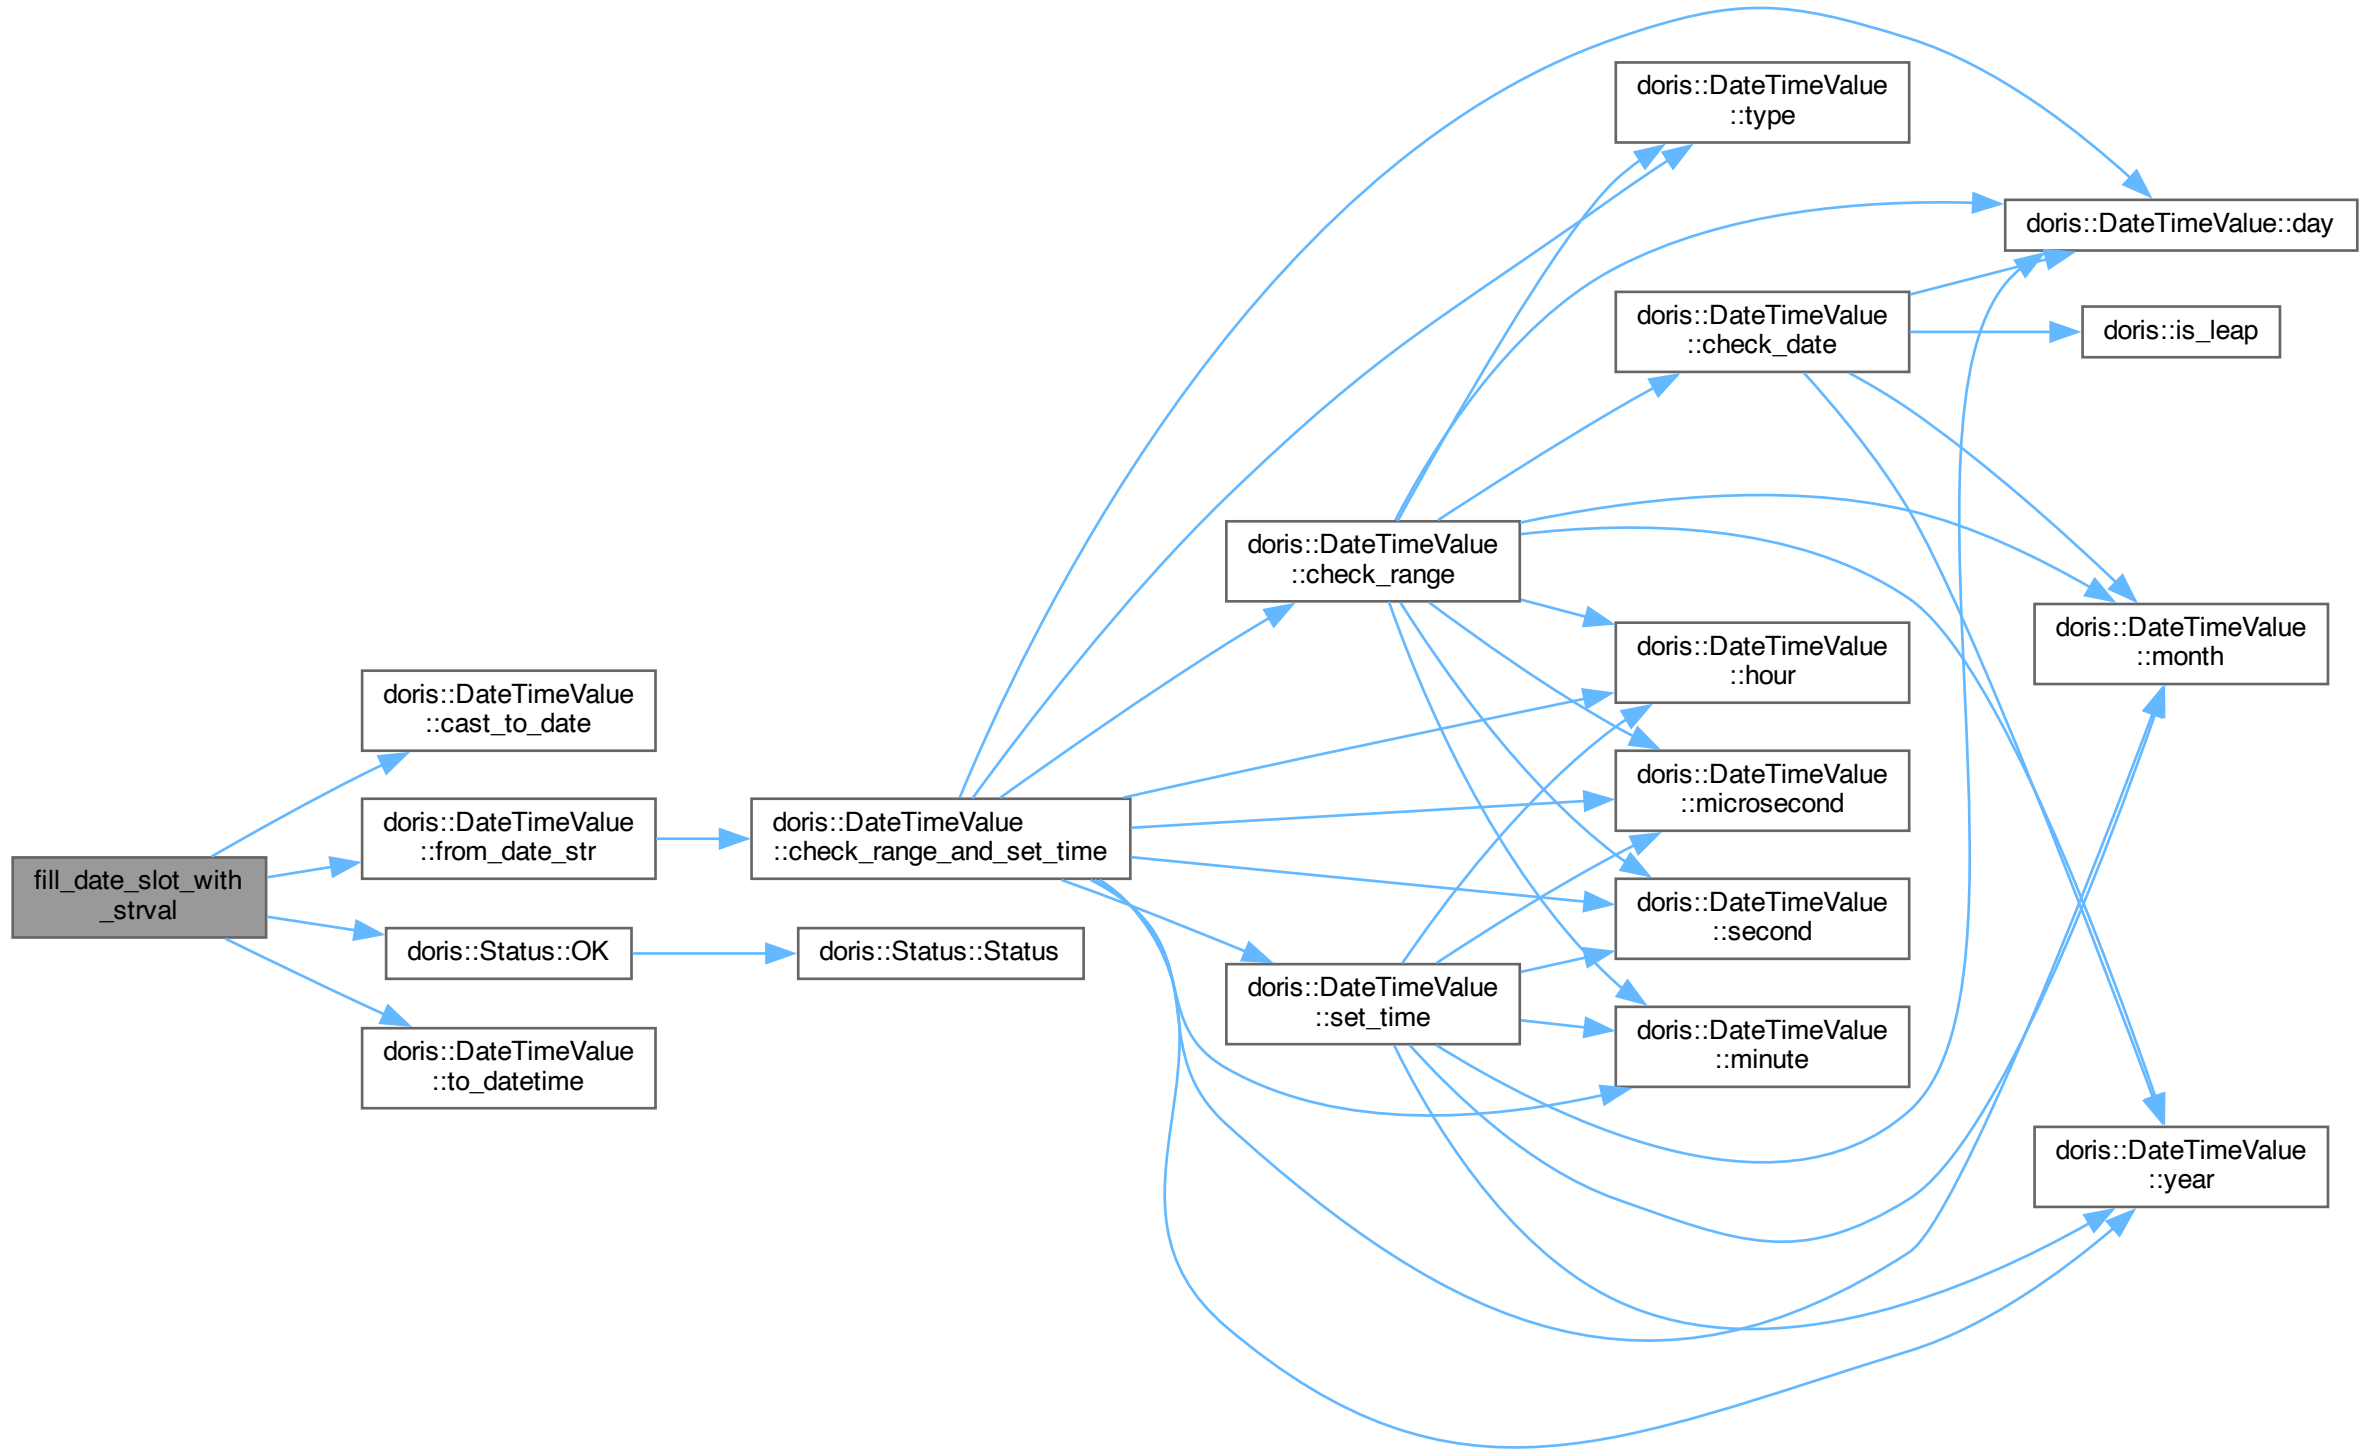 fill_date_slot_with
_strval
doris::DateTimeValue
::cast_to_date
doris::DateTimeValue
::from_date_str
doris::Status::OK
doris::DateTimeValue
::to_datetime
doris::DateTimeValue
::check_range_and_set_time
doris::Status::Status
doris::DateTimeValue
::check_range
doris::DateTimeValue
::set_time
doris::DateTimeValue
::type
doris::DateTimeValue
::check_date
doris::DateTimeValue
::hour
doris::DateTimeValue
::microsecond
doris::DateTimeValue
::second
doris::DateTimeValue
::minute
doris::DateTimeValue::day
doris::is_leap
doris::DateTimeValue
::month
doris::DateTimeValue
::year